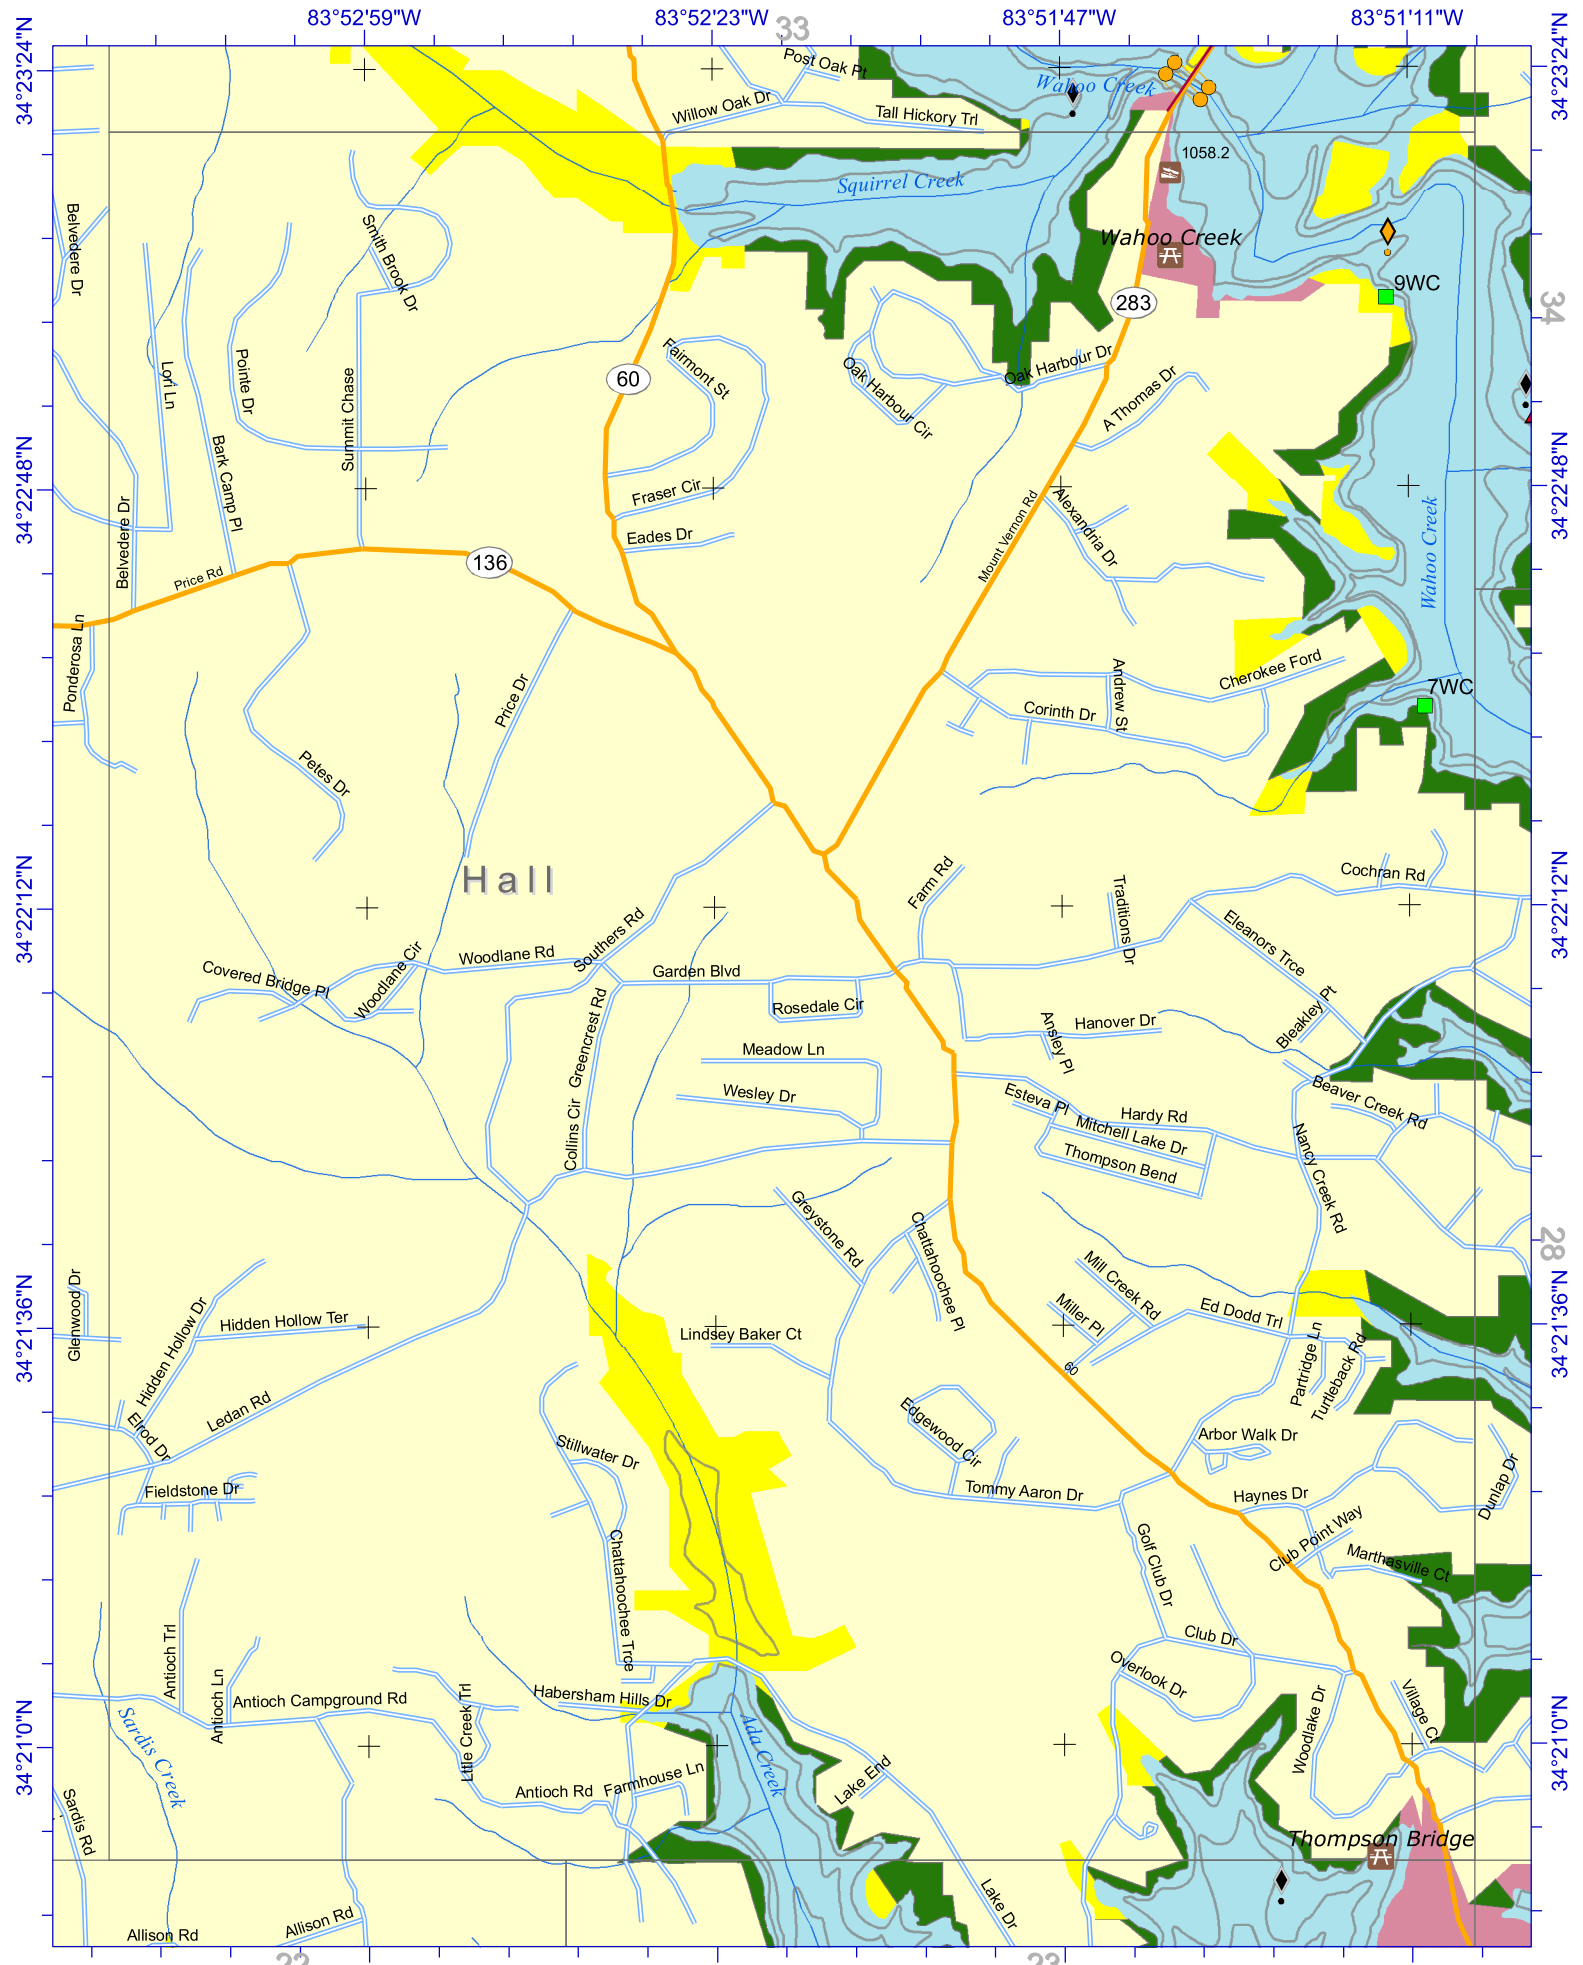 83°52'59"W
83°52'23"W
33
83°51'47"W
83°51'11"W
34°23'24"N
34°23'24"N
Post Oak Pt
Wahoo Creek
Willow Oak Dr
Tall Hickory Trl
1058.2
Squirrel Creek
Belvedere Dr
Smith Brook Dr
Wahoo Creek
9WC
283
34
Lori Ln
Pointe Dr
Summit Chase
60
Fairmont St
Oak Harbour Cir
Oak Harbour Dr
A Thomas Dr
Bark Camp Pl
34°22'48"N
34°22'48"N
Fraser Cir
Eades Dr
Mount Vernon Rd
Alexandria Dr
Wahoo Creek
Belvedere Dr
Price Rd
136
Ponderosa Ln
Price Dr
Andrew St
Cherokee Ford
Corinth Dr
7WC
Petes Dr
Hall
Farm Rd
Traditions Dr
Cochran Rd
34°22'12"N
34°22'12"N
Eleanors Trce
Southers Rd
Woodlane Rd
Garden Blvd
Covered Bridge Pl
Woodlane Cir
Rosedale Cir
Greencrest Rd
Ansley Pl
Hanover Dr
Bleakley Pt
Meadow Ln
Wesley Dr
Esteva Pl
Hardy Rd
Beaver Creek Rd
Collins Cir
Mitchell Lake Dr
Thompson Bend
Nancy Creek Rd
Greystone Rd
Chattahoochee Pl
28
Glenwood Dr
Hidden Hollow Dr
Hidden Hollow Ter
Mill Creek Rd
Miller Pl
Ed Dodd Trl
34°21'36"N
34°21'36"N
Lindsey Baker Ct
60
Partridge Ln
Turtleback Rd
Ledan Rd
Elrod Dr
Edgewood Cir
Arbor Walk Dr
Stillwater Dr
Fieldstone Dr
Tommy Aaron Dr
Haynes Dr
Dunlap Dr
Chattahoochee Trce
Golf Club Dr
Club Point Way
Marthasville Ct
Antioch Trl
Antioch Ln
Club Dr
Overlook Dr
Antioch Campground Rd
Little Creek Trl
Habersham Hills Dr
Woodlake Dr
Village Ct
34°21'0"N
34°21'0"N
Sardis Creek
Ada Creek
Antioch Rd
Farmhouse Ln
Lake End
Sardis Rd
Thompson Bridge
Lake Dr
Allison Rd
Allison Rd
22
23